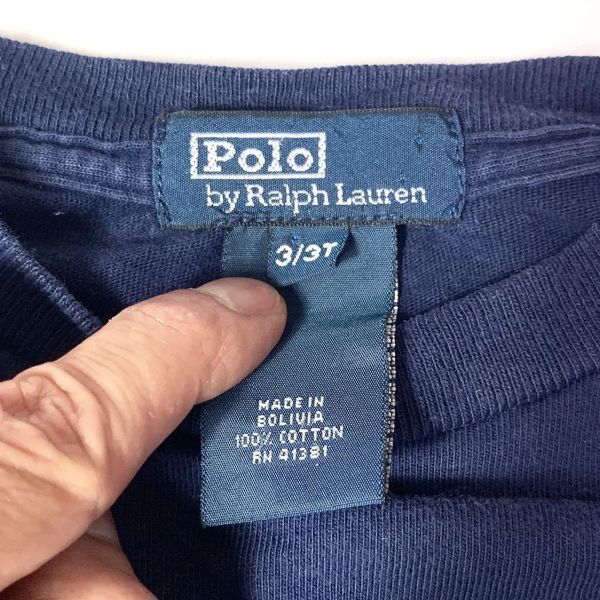 Polo
by Ralph Lauren
3/3T
MADE IN
BOLIVIA
100% COTTON
RN 41381